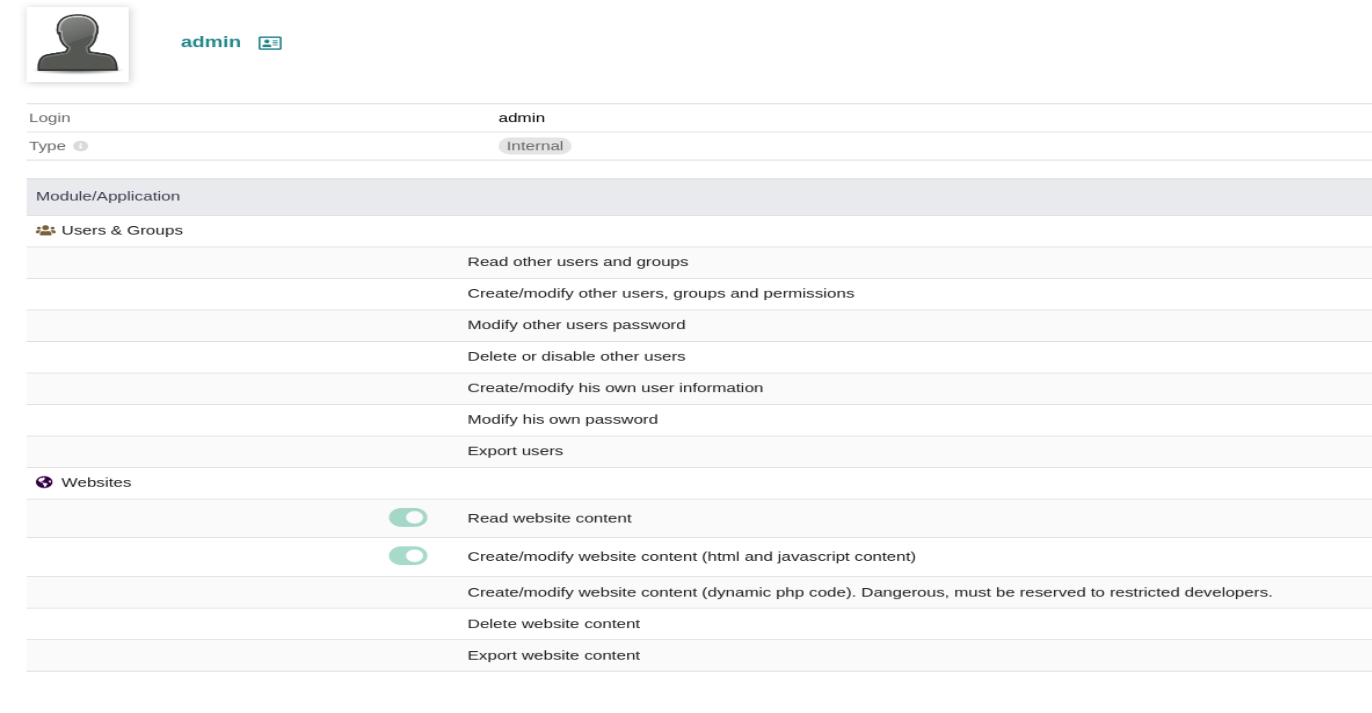 admin
Login admin
Type Internal
Module/Application
Users & Groups
Read other users and groups
Create/modify other users, groups and permissions
Modify other users password
Delete or disable other users
Create/modify his own user information
Modify his own password
Export users
Websites
Read website content
Create/modify website content (html and javascript content)
Create/modify website content (dynamic php code). Dangerous, must be reserved to restricted developers.
Delete website content
Export website content